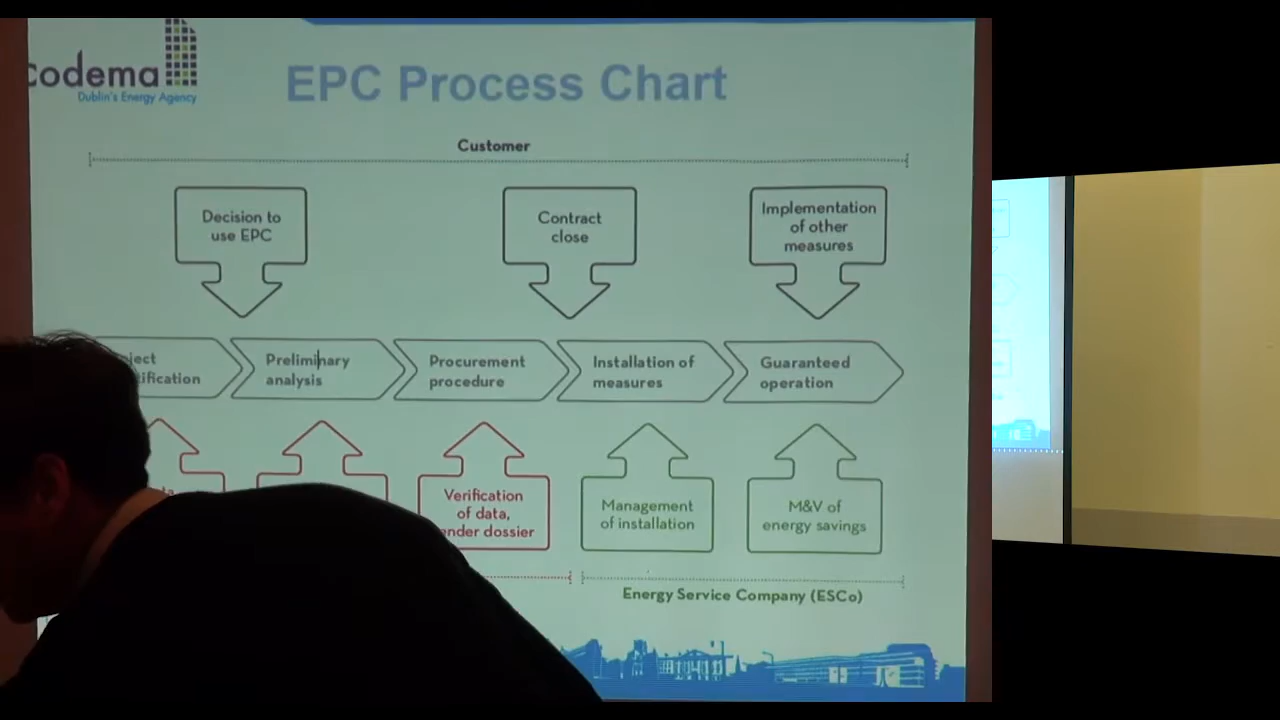 codema
Dublin's Energy Agency
EPC Process Chart
Customer
Decision to
use EPC
Contract
close
Implementation
of other
measures
Preliminary
analysis
Procurement
procedure
Installation of
measures
Guaranteed
operation
Verification
of data,
Management
of installation
M&V of
energy savings
Energy Service Company (ESCo)